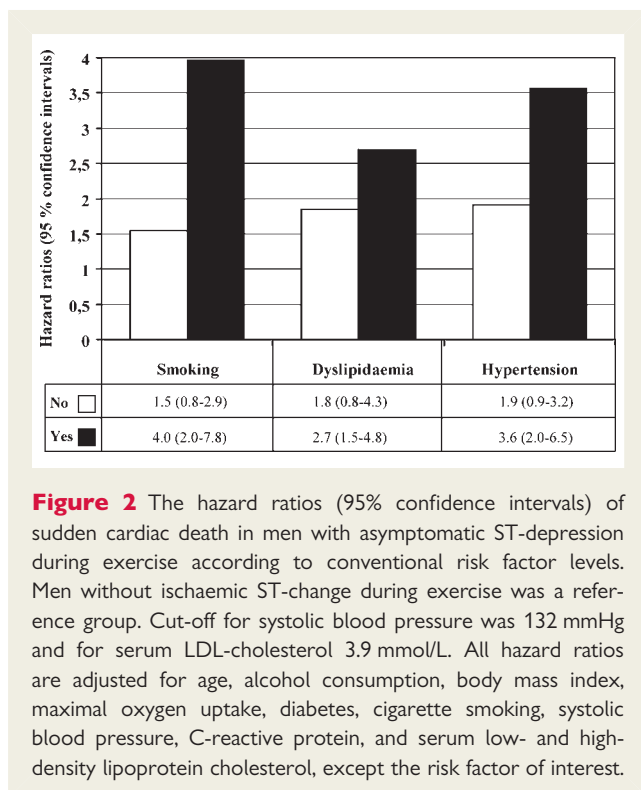 Hazard ratios (95 % confidence intervals)
4
3,5
3
2,5
2
1,5
1
0,5
0
Smoking Dyslipidaemia Hypertension
No 1.5 (0.8-2.9) 1.8 (0.8-4.3) 1.9 (0.9-3.2)
Yes 4.0 (2.0-7.8) 2.7 (1.5-4.8) 3.6 (2.0-6.5)
Figure 2 The hazard ratios (95% confidence intervals) of
sudden cardiac death in men with asymptomatic ST-depression
during exercise according to conventional risk factor levels.
Men without ischaemic ST-change during exercise was a refer-
ence group. Cut-off for systolic blood pressure was 132 mmHg
and for serum LDL-cholesterol 3.9 mmol/L. All hazard ratios
are adjusted for age, alcohol consumption, body mass index,
maximal oxygen uptake, diabetes, cigarette smoking, systolic
blood pressure, C-reactive protein, and serum low- and high-
density lipoprotein cholesterol, except the risk factor of interest.